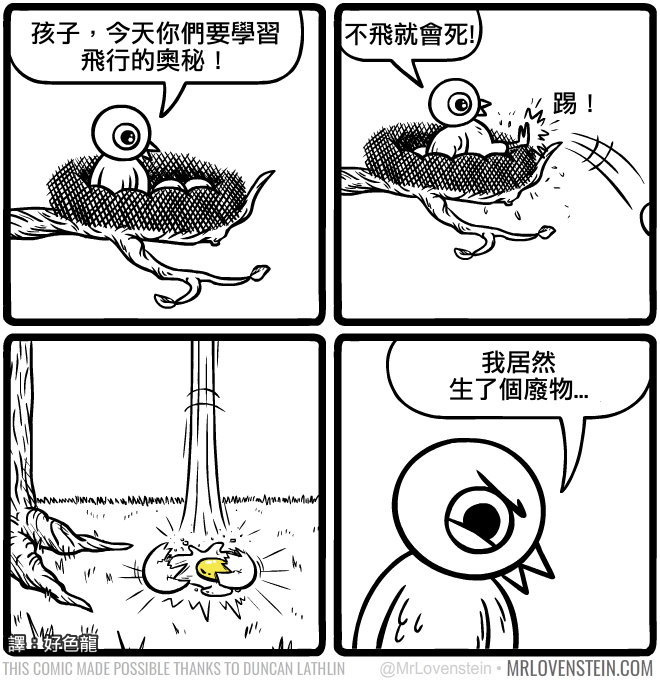 孩子，今天你們要學習
飛行的奧秘！
不飛就會死!
踢！
我居然
生了個廢物...
譯：好色龍
THIS COMIC MADE POSSIBLE THANKS TO DUNCAN LATHLIN
@MrLovenstein • MRLOVENSTEIN.COM